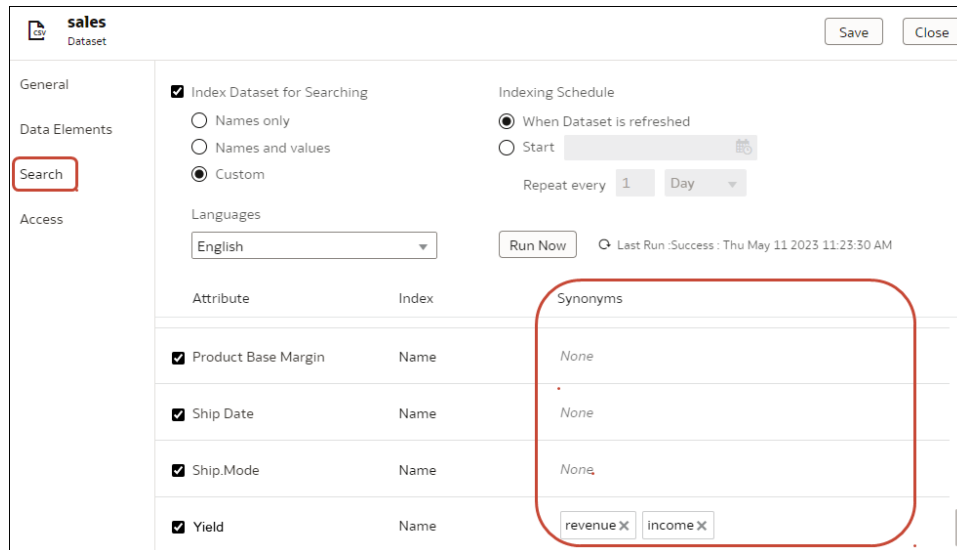 CSV
sales
Dataset
Save
Close
General
Data Elements
Search
Access
Index Dataset for Searching
Names only
Names and values
Custom
Languages
English
Indexing Schedule
When Dataset is refreshed
Start
Repeat every 1 Day
Run Now
Last Run :Success : Thu May 11 2023 11:23:30 AM
Attribute Index Synonyms
Product Base Margin Name None
Ship Date Name None
Ship.Mode Name None
Yield Name revenue income